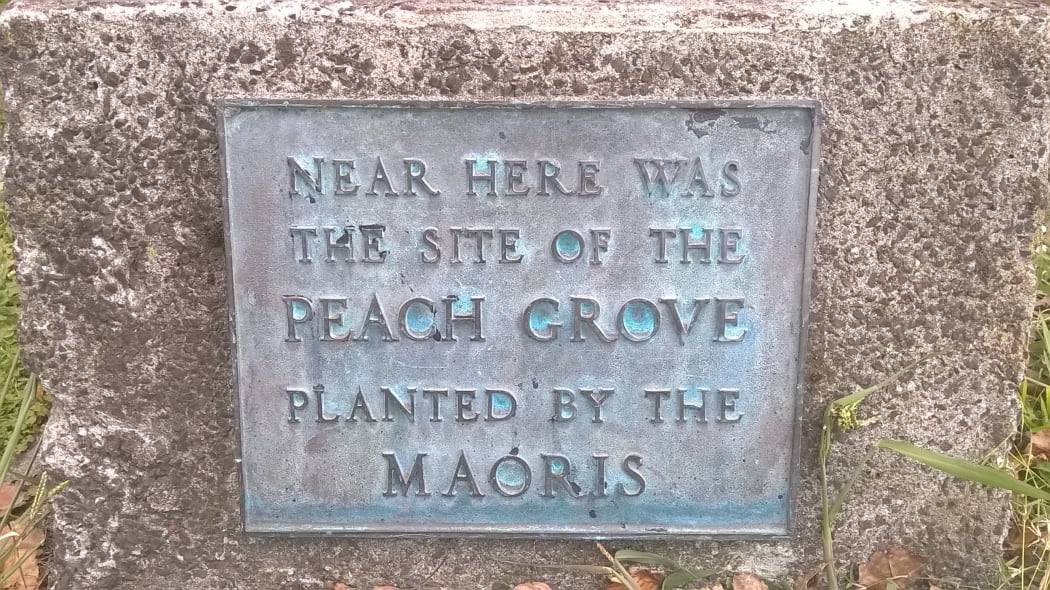 NEAR HERE WAS
THE SITE OF THE
PEACH GROVE
PLANTED BY THE
MAORIS